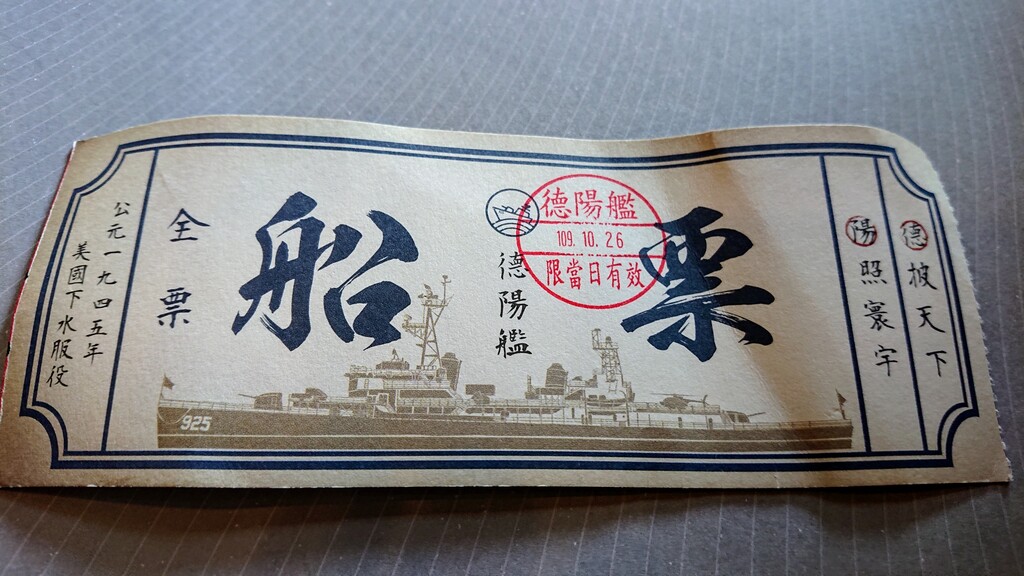 德披天下
陽照寰宇
船票
德陽艦
德陽艦
109.10.26
限當日有效
925
全票
公元一九四五年
美國下水服役